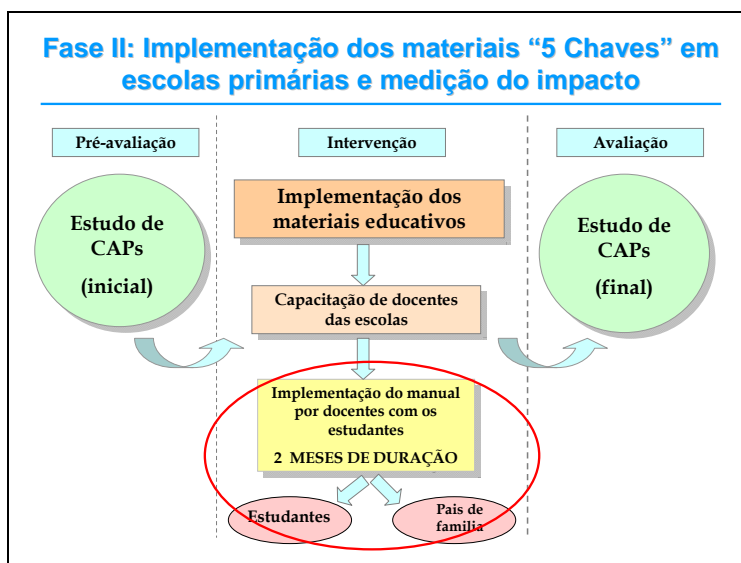 Fase II: Implementação dos materiais “5 Chaves” em
escolas primárias e medição do impacto
Pré-avaliação
Intervenção
Avaliação
Estudo de
CAPs
(inicial)
Implementação dos
materiais educativos
Capacitação de docentes
das escolas
Implementação do manual
por docentes com os
estudantes
2 MESES DE DURAÇÃO
Estudantes
Pais de
familia
Estudo de
CAPs
(final)